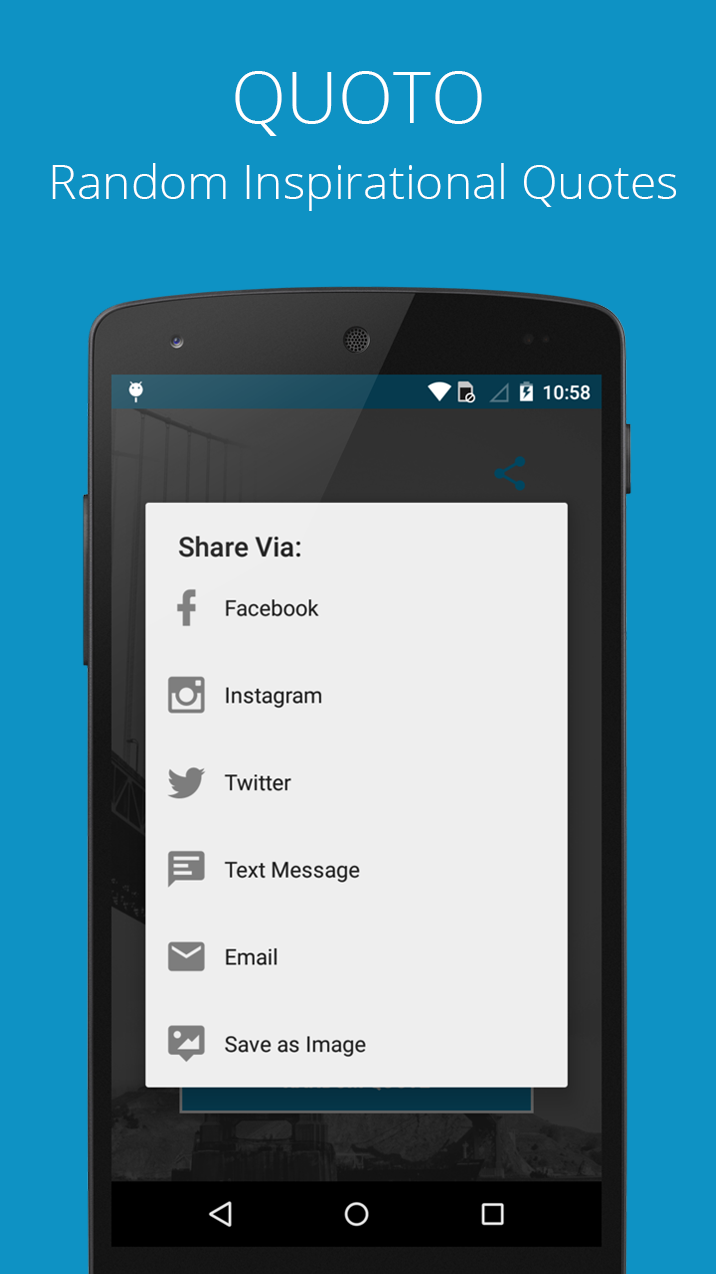 QUOTO
Random Inspirational Quotes
10:58
Share Via:
Facebook
Instagram
Twitter
Text Message
Email
Save as Image